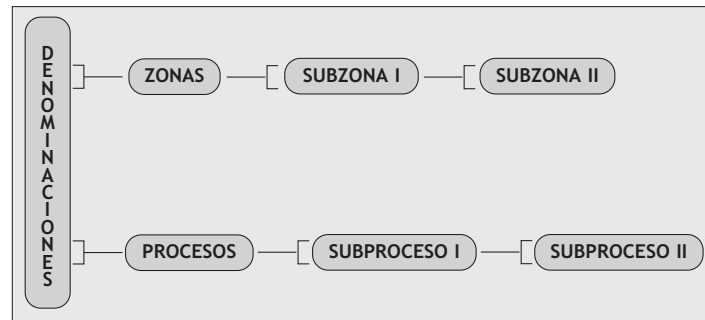 DENOMINACIONES
ZONAS
SUBZONA I
SUBZONA II
PROCESOS
SUBPROCESO I
SUBPROCESO II